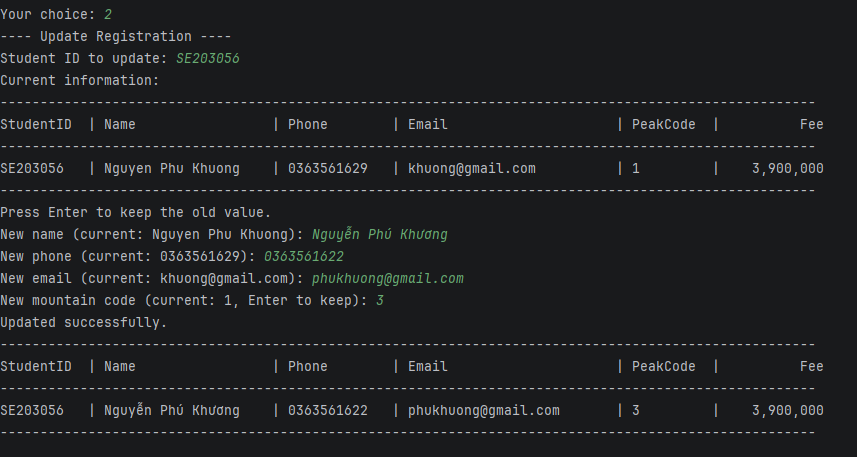 Your choice: 2
---- Update Registration ----
Student ID to update: SE203056
Current information:
------------------------------------------------------------------------------------------------------
StudentID  | Name                 | Phone        | Email                     | PeakCode  |          Fee
------------------------------------------------------------------------------------------------------
SE203056   | Nguyen Phu Khuong    | 0363561629   | khuong@gmail.com          | 1         |    3,900,000
------------------------------------------------------------------------------------------------------
Press Enter to keep the old value.
New name (current: Nguyen Phu Khuong): Nguyễn Phú Khương
New phone (current: 0363561629): 0363561622
New email (current: khuong@gmail.com): phukhuong@gmail.com
New mountain code (current: 1, Enter to keep): 3
Updated successfully.
------------------------------------------------------------------------------------------------------
StudentID  | Name                 | Phone        | Email                     | PeakCode  |          Fee
------------------------------------------------------------------------------------------------------
SE203056   | Nguyễn Phú Khương    | 0363561622   | phukhuong@gmail.com       | 3         |    3,900,000
------------------------------------------------------------------------------------------------------